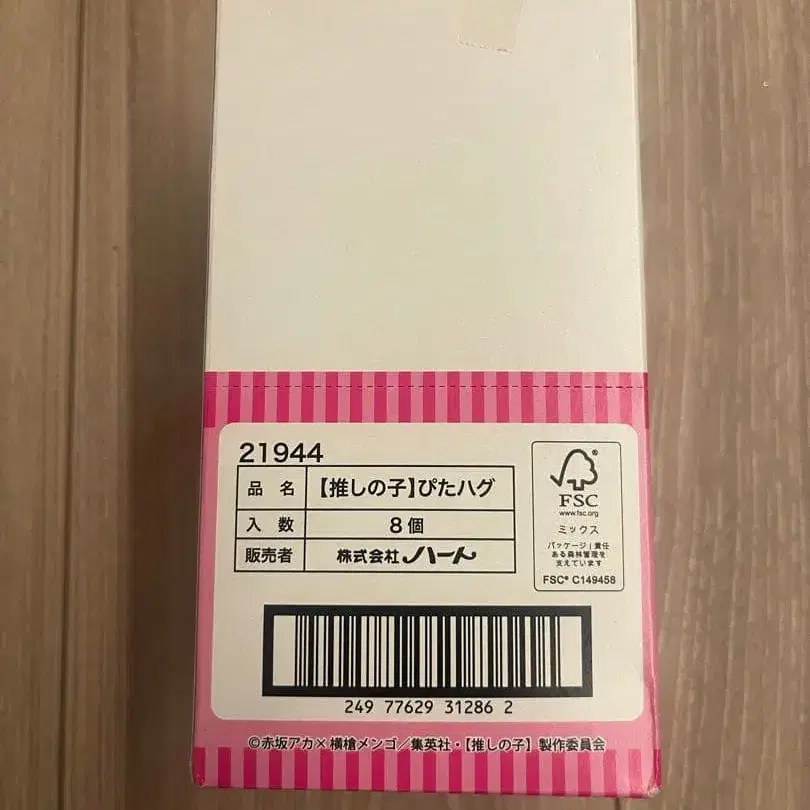 21944
品名 【推しの子】ぴたハグ
入数 8個
販売者 株式会社ハート
FSC®
www.fsc.org
ミックス
パッケージ|責任
ある森林管理を
支えています
FSC® C149458
249 77629 31286 2
©赤坂アカ×横槍メンゴ/集英社・【推しの子】製作委員会